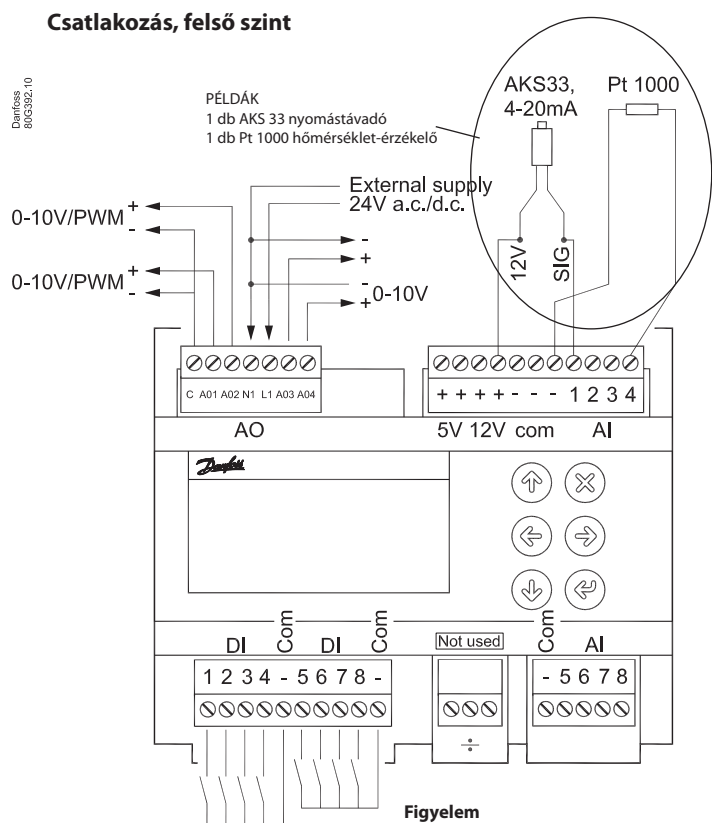 Csatlakozás, felső szint
Danfoss
80G392.10
PÉLDÁK
1 db AKS 33 nyomástávadó
1 db Pt 1000 hőmérséklet-érzékelő
AKS33,
4-20mA
Pt 1000
12V
SIG
External supply
24V a.c./d.c.
0-10V/PWM
+
-
0-10V/PWM
+
-
-
+
-
+
0-10V
C A01 A02 N1 L1 A03 A04
+ + + + - - - 1 2 3 4
AO
5V 12V com AI
Danfoss
DI Com DI Com
1 2 3 4 - 5 6 7 8 -
Not used
÷
Com AI
- 5 6 7 8
Figyelem